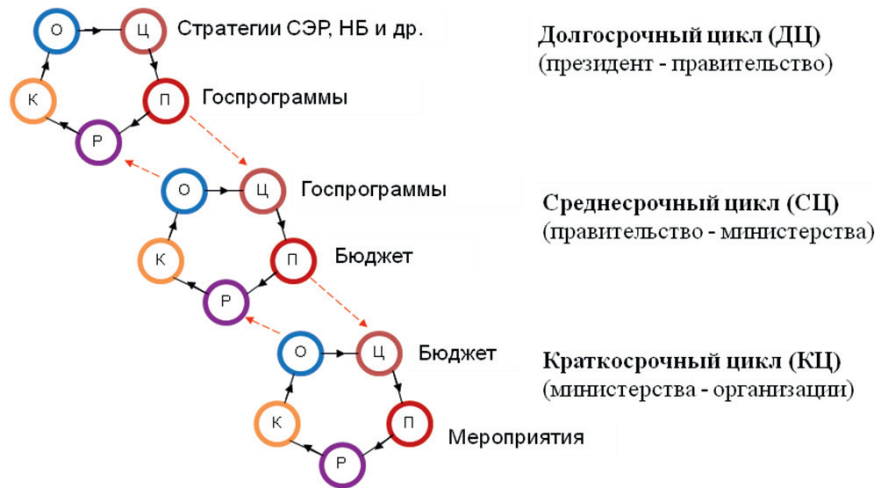 О
Ц
Стратегии СЭР, НБ и др.
Долгосрочный цикл (ДЦ)
(президент - правительство)
К
П
Госпрограммы
Р
О
Ц
Госпрограммы
Среднесрочный цикл (СЦ)
(правительство - министерства)
К
П
Бюджет
Р
О
Ц
Бюджет
Краткосрочный цикл (КЦ)
(министерства - организации)
К
П
Мероприятия
Р